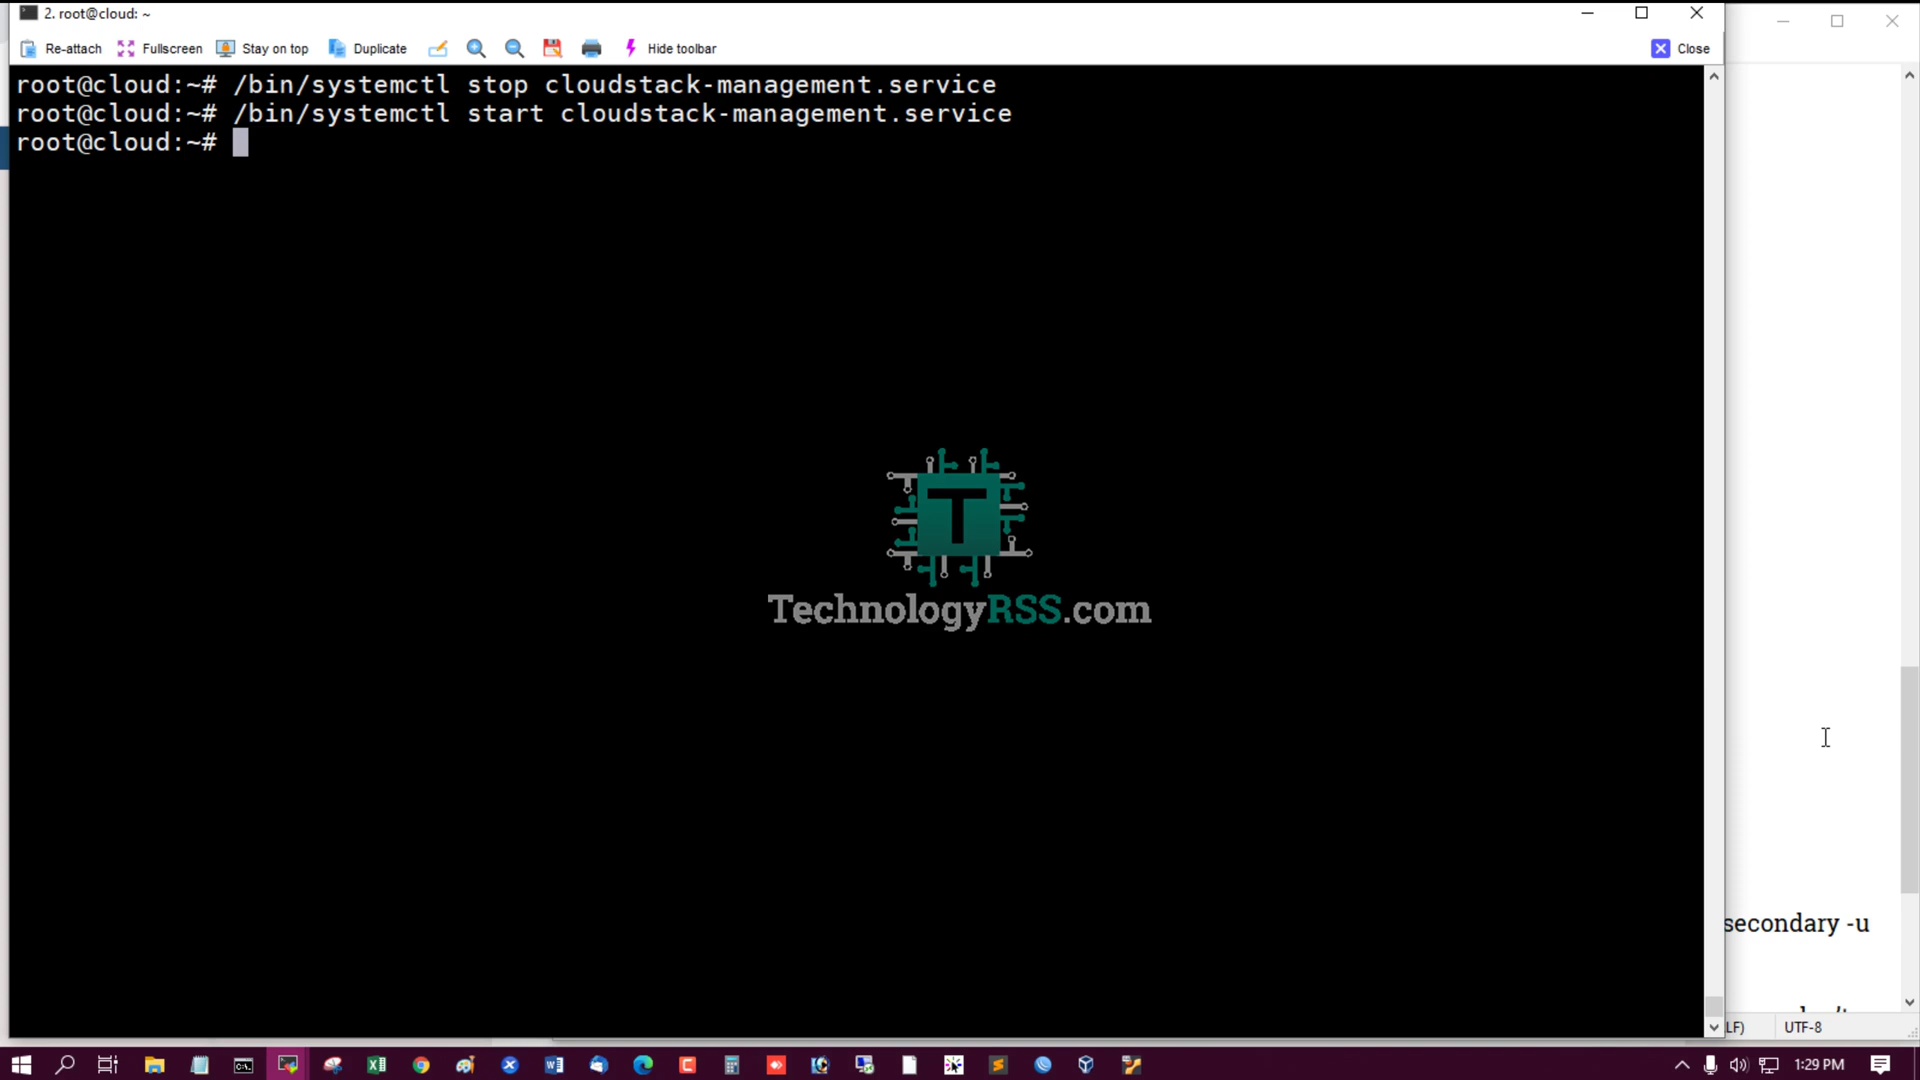 2. root@cloud: ~
Re-attach Fullscreen Stay on top Duplicate Hide toolbar Close
root@cloud:~# /bin/systemctl stop cloudstack-management.service
root@cloud:~# /bin/systemctl start cloudstack-management.service
root@cloud:~#
T
TechnologyRSS.com
secondary -u
LF) UTF-8
1:29 PM